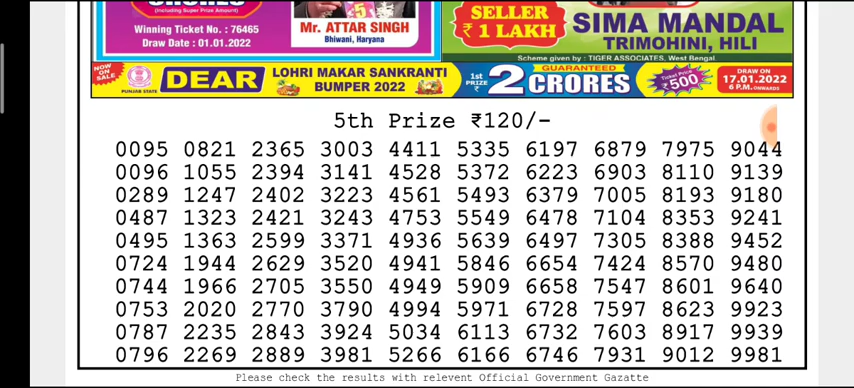 CRORES
(Including Super Prize Amount)
Winning Ticket No. : 76465
Draw Date : 01.01.2022
Mr. ATTAR SINGH
Bhiwani, Haryana
SELLER
₹ 1 LAKH
SIMA MANDAL
TRIMOHINI, HILI
Scheme given by : TIGER ASSOCIATES, West Bengal.
NOW ON SALE
PUNJAB STATE
DEAR
LOHRI MAKAR SANKRANTI
BUMPER 2022
1st PRIZE ₹
GUARANTEED
2 CRORES
Ticket Price
₹500
DRAW ON
17.01.2022
6 P.M. ONWARDS
5th Prize ₹120/-
0095 0821 2365 3003 4411 5335 6197 6879 7975 9044
0096 1055 2394 3141 4528 5372 6223 6903 8110 9139
0289 1247 2402 3223 4561 5493 6379 7005 8193 9180
0487 1323 2421 3243 4753 5549 6478 7104 8353 9241
0495 1363 2599 3371 4936 5639 6497 7305 8388 9452
0724 1944 2629 3520 4941 5846 6654 7424 8570 9480
0744 1966 2705 3550 4949 5909 6658 7547 8601 9640
0753 2020 2770 3790 4994 5971 6728 7597 8623 9923
0787 2235 2843 3924 5034 6113 6732 7603 8917 9939
0796 2269 2889 3981 5266 6166 6746 7931 9012 9981
Please check the results with relevent Official Government Gazatte